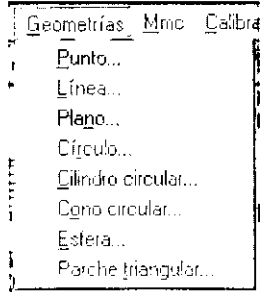 Geometrías Mmc Calibra
Punto...
Línea...
Plano...
Círculo...
Cilindro circular...
Cono circular...
Esfera...
Parche triangular...